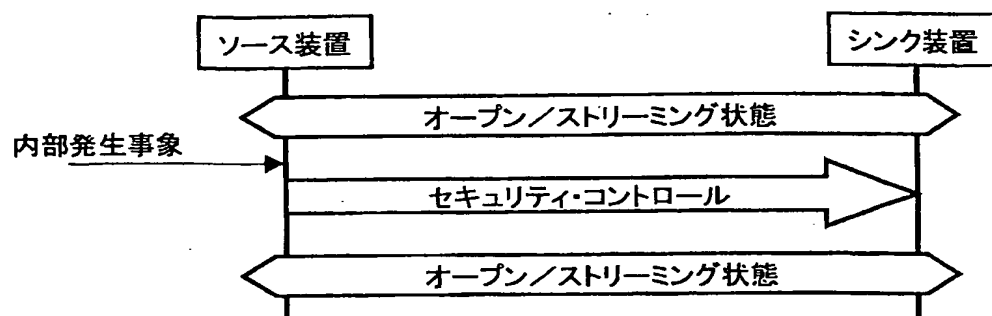 ソース装置
シンク装置
オープン／ストリーミング状態
内部発生事象
セキュリティ・コントロール
オープン／ストリーミング状態